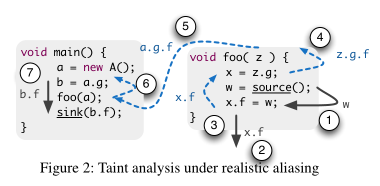 5
4
void main() {
a.g.f
void foo( z ) {
z.g.f
a = new A();
7
b = a.g;
6
x = z.g;
b.f
foo(a);
w = source();
w
sink(b.f);
x.f
x.f = w;
1
}
}
3
x.f
2
Figure 2: Taint analysis under realistic aliasing